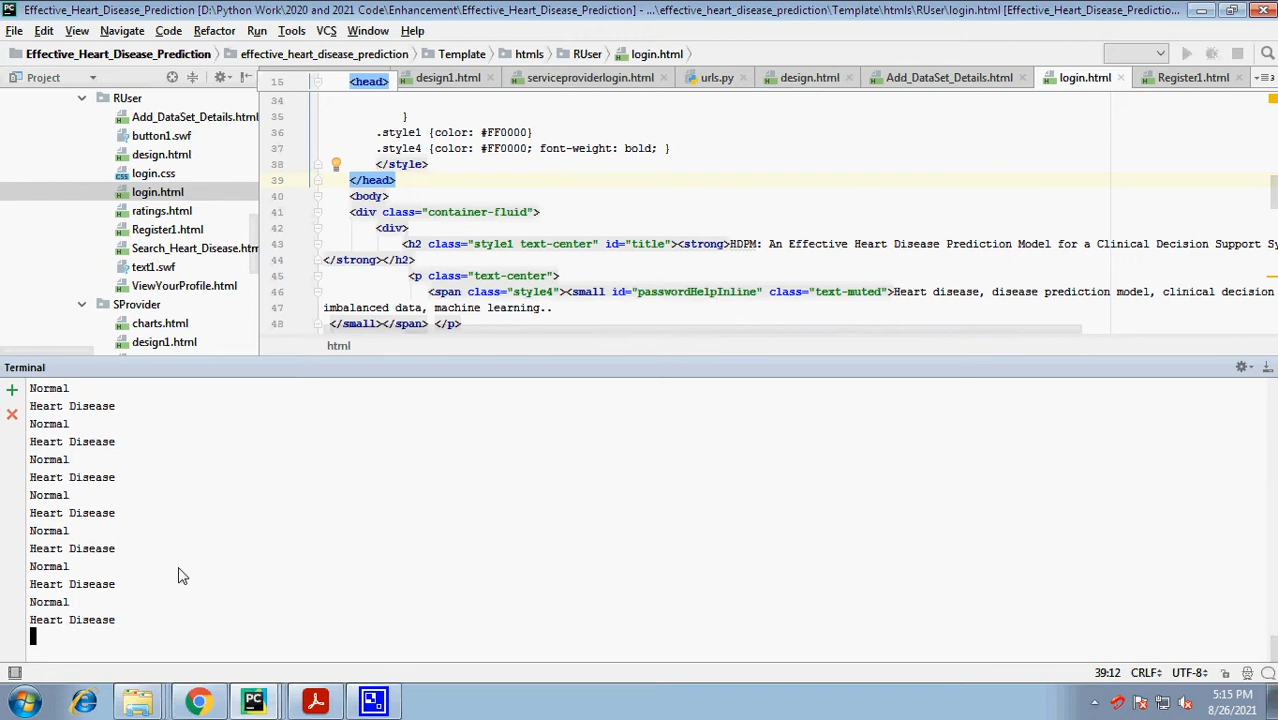 Effective_Heart_Disease_Prediction [D:\Python Work\2020 and 2021 Code\Enhancement\Effective_Heart_Disease_Prediction] - ...\effective_heart_disease_prediction\Template\htmls\RUser\login.html [Effective_Heart_Disease_Predictio...
File Edit View Navigate Code Refactor Run Tools VCS Window Help
Effective_Heart_Disease_Prediction effective_heart_disease_prediction Template htmls RUser login.html
Project
<head> design1.html serviceproviderlogin.html urls.py design.html Add_DataSet_Details.html login.html Register1.html
RUser
Add_DataSet_Details.html
button1.swf
design.html
login.css
login.html
ratings.html
Register1.html
Search_Heart_Disease.html
text1.swf
ViewYourProfile.html
SProvider
charts.html
design1.html
15
34
35 }
36 .style1 {color: #FF0000}
37 .style4 {color: #FF0000; font-weight: bold; }
38 </style>
39 </head>
40 <body>
41 <div class="container-fluid">
42 <div>
43 <h2 class="style1 text-center" id="title"><strong>HDPM: An Effective Heart Disease Prediction Model for a Clinical Decision Support Sy
44 </strong></h2>
45 <p class="text-center">
46 <span class="style4"><small id="passwordHelpInline" class="text-muted">Heart disease, disease prediction model, clinical decision
47 imbalanced data, machine learning..
48 </small></span> </p>
html
Terminal
Normal
Heart Disease
Normal
Heart Disease
Normal
Heart Disease
Normal
Heart Disease
Normal
Heart Disease
Normal
Heart Disease
Normal
Heart Disease
39:12 CRLF UTF-8
5:15 PM
8/26/2021